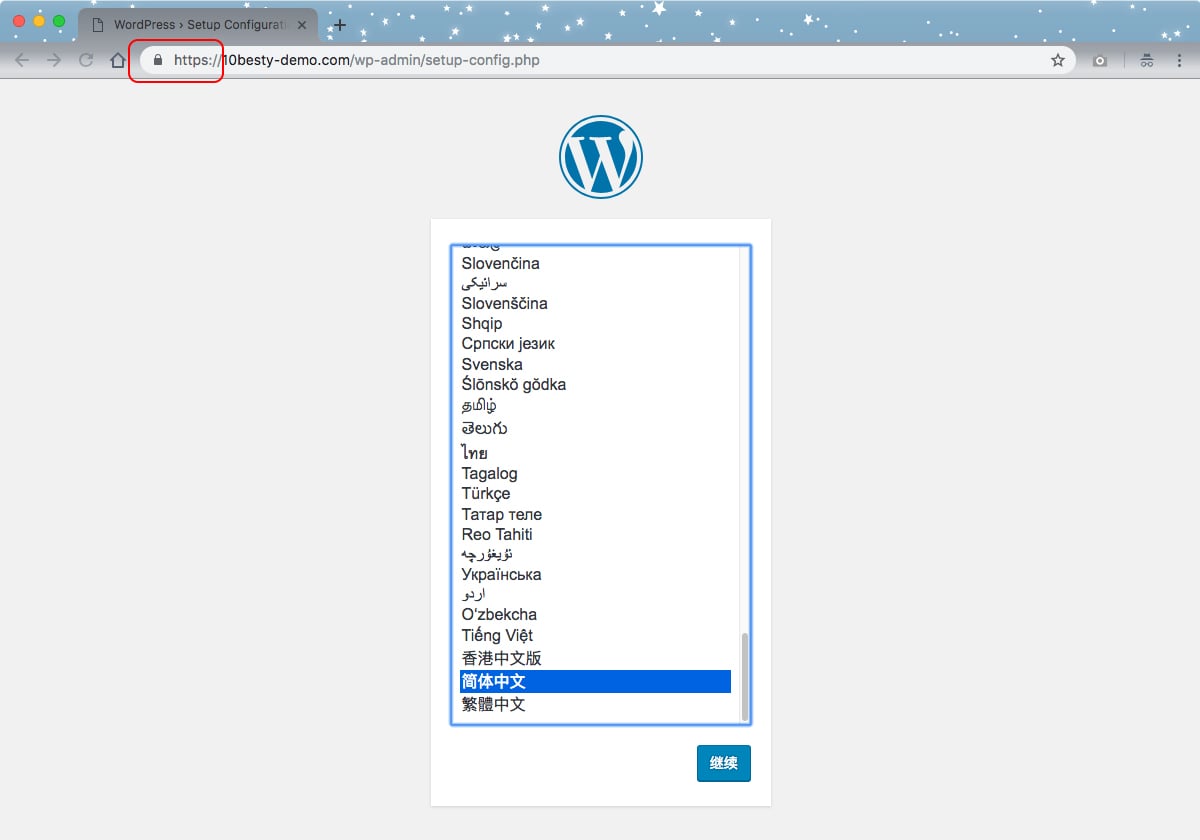 WordPress › Setup Configurati
https://10besty-demo.com/wp-admin/setup-config.php
Slovenčina
سرائیکی
Slovenščina
Shqip
Српски језик
Svenska
Ślōnskŏ gŏdka
தமிழ்
తెలుగు
ไทย
Tagalog
Türkçe
Татар теле
Reo Tahiti
ئۇيغۇرچە
Українська
اردو
O‘zbekcha
Tiếng Việt
香港中文版
简体中文
繁體中文
继续